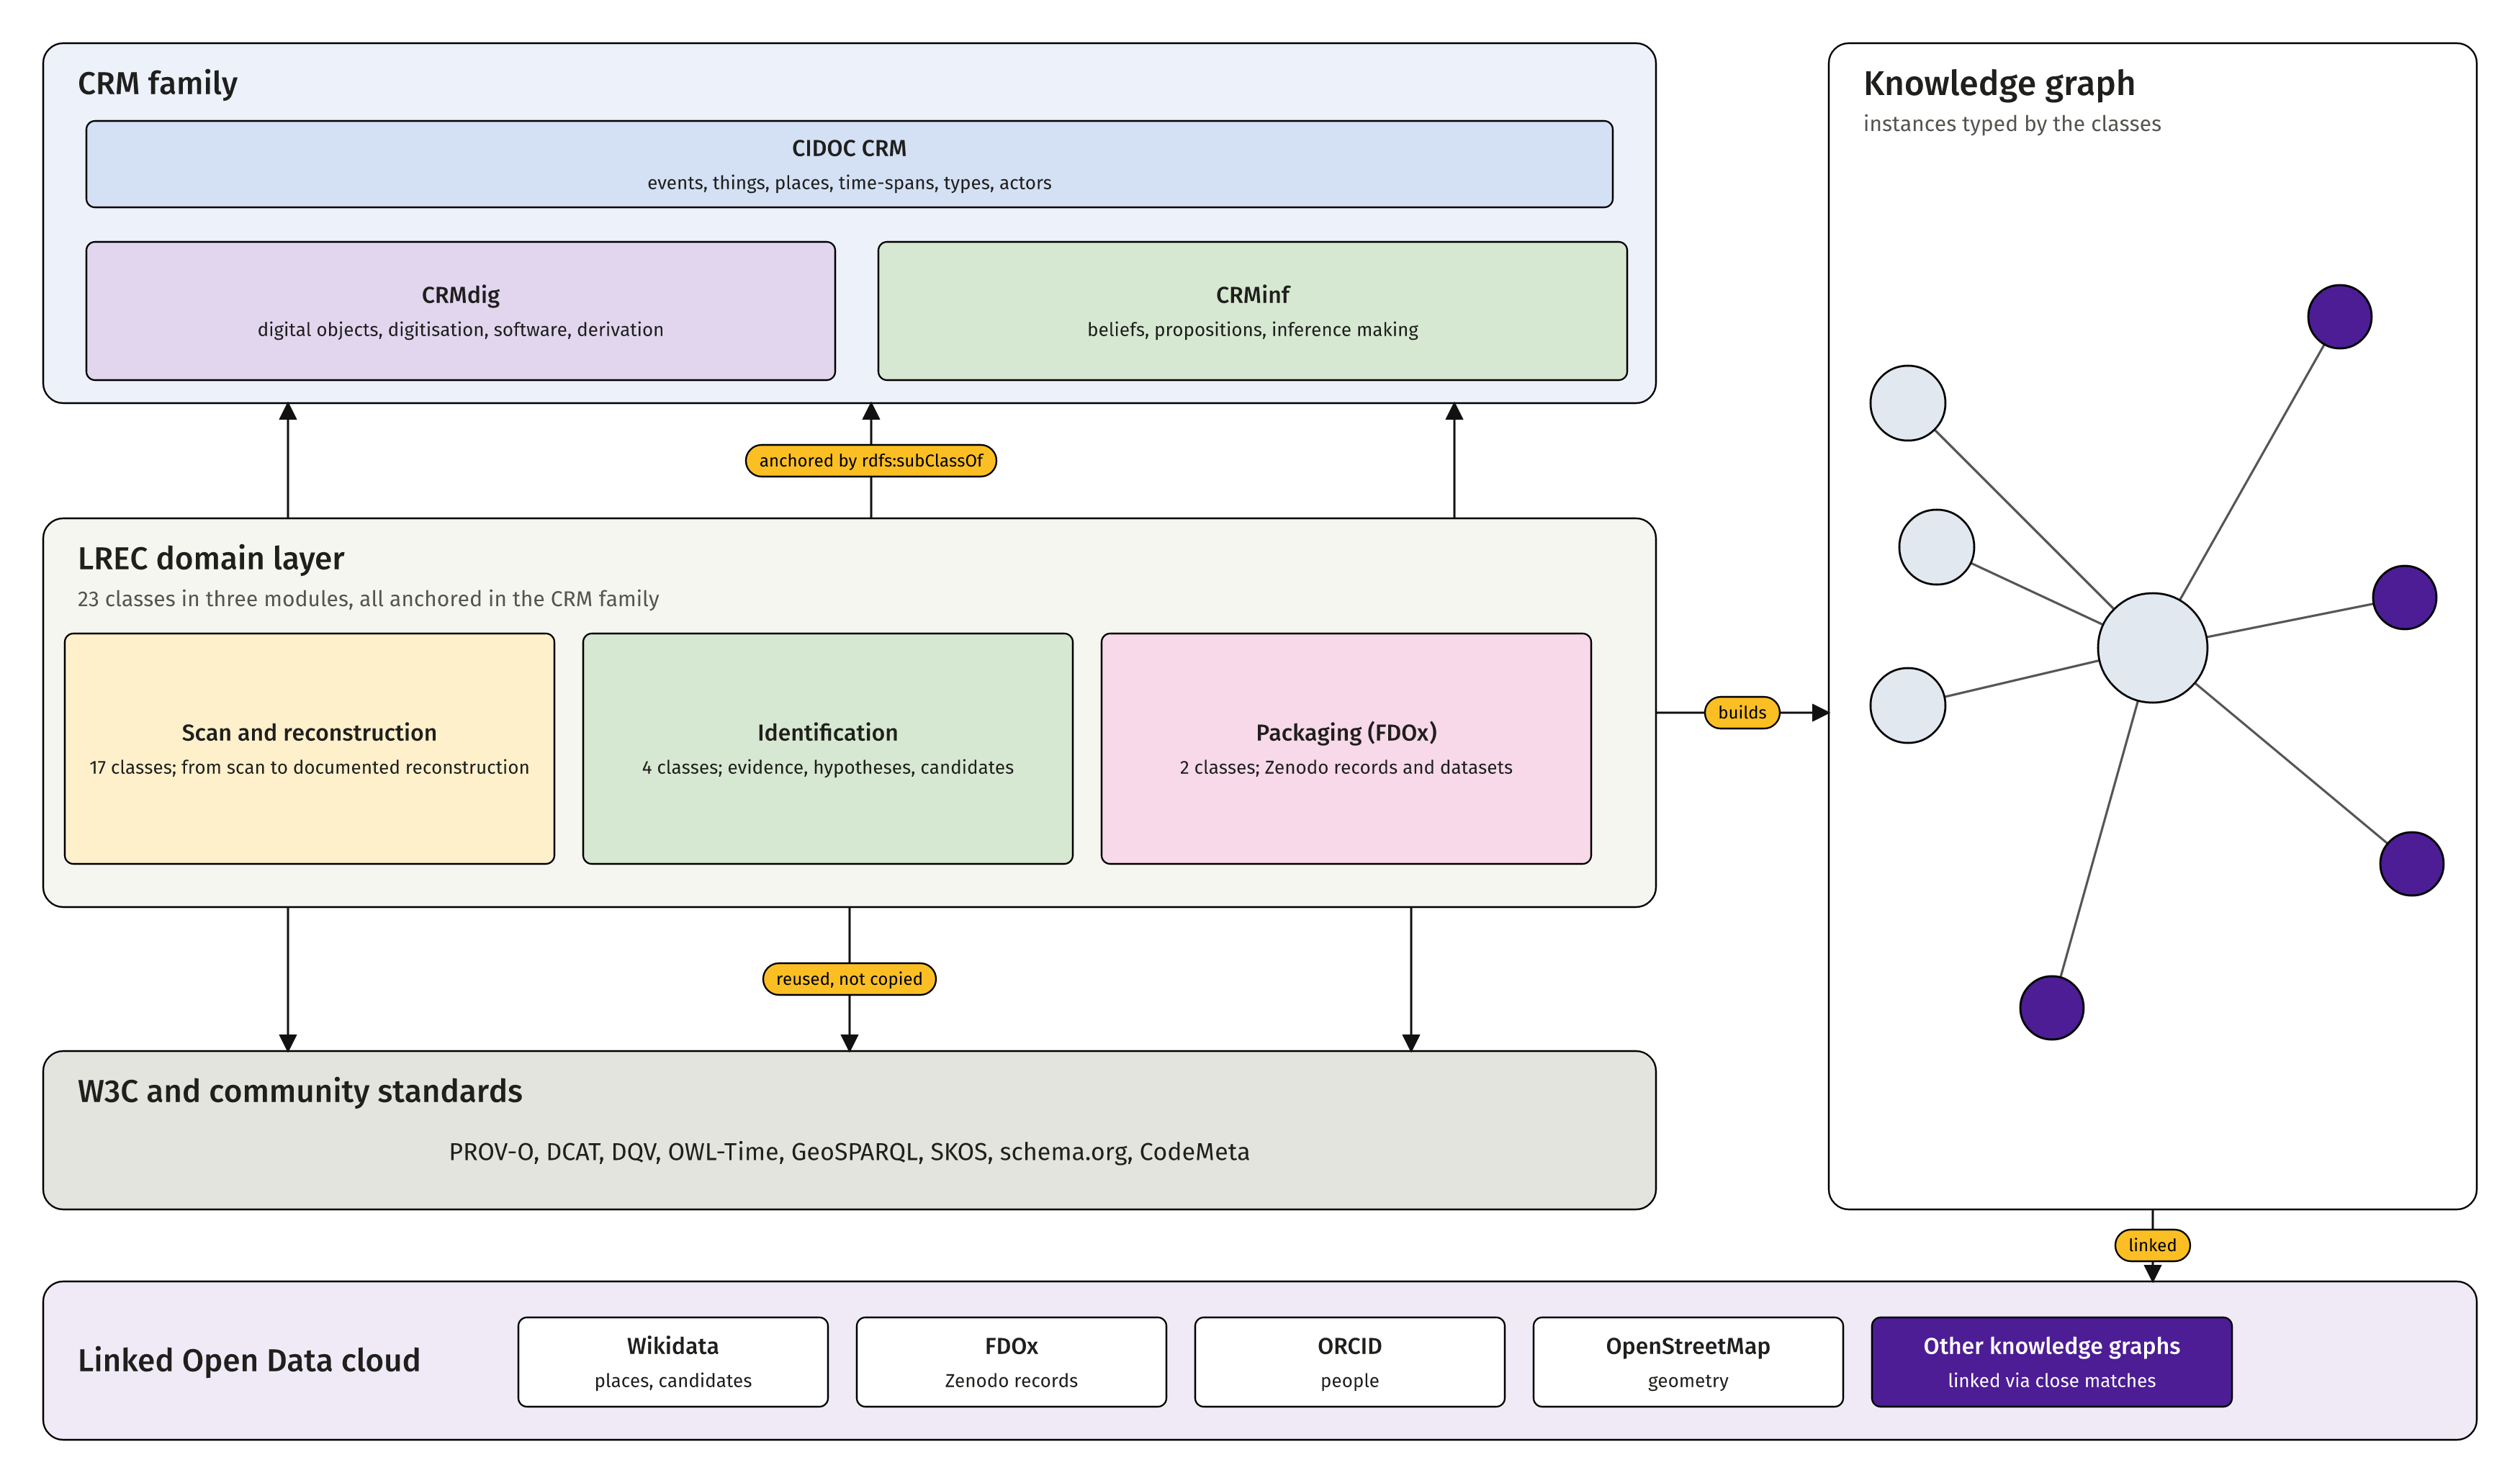 CRM family
CIDOC CRM
events, things, places, time-spans, types, actors
CRMdig
digital objects, digitisation, software, derivation
CRMinf
beliefs, propositions, inference making
anchored by rdfs:subClassOf
LREC domain layer
23 classes in three modules, all anchored in the CRM family
Scan and reconstruction
17 classes; from scan to documented reconstruction
Identification
4 classes; evidence, hypotheses, candidates
Packaging (FDOx)
2 classes; Zenodo records and datasets
reused, not copied
W3C and community standards
PROV-O, DCAT, DQV, OWL-Time, GeoSPARQL, SKOS, schema.org, CodeMeta
builds
Knowledge graph
instances typed by the classes
linked
Linked Open Data cloud
Wikidata
places, candidates
FDOx
Zenodo records
ORCID
people
OpenStreetMap
geometry
Other knowledge graphs
linked via close matches